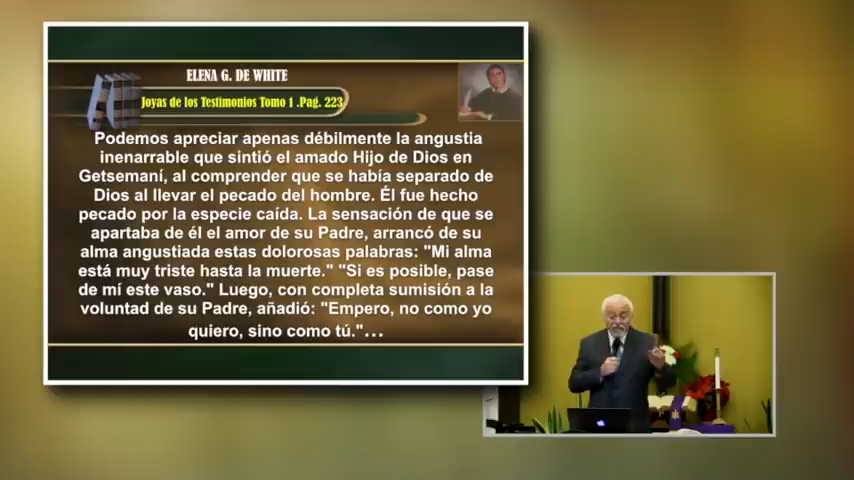 ELENA G. DE WHITE
Joyas de los Testimonios Tomo 1 .Pag. 223
Podemos apreciar apenas débilmente la angustia
inenarrable que sintió el amado Hijo de Dios en
Getsemaní, al comprender que se había separado de
Dios al llevar el pecado del hombre. Él fue hecho
pecado por la especie caída. La sensación de que se
apartaba de él el amor de su Padre, arrancó de su
alma angustiada estas dolorosas palabras: "Mi alma
está muy triste hasta la muerte." "Si es posible, pase
de mí este vaso." Luego, con completa sumisión a la
voluntad de su Padre, añadió: "Empero, no como yo
quiero, sino como tú."...